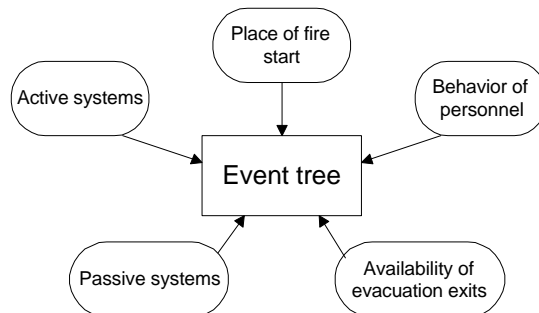 Place of fire
start
Active systems
Behavior of
personnel
Event tree
Passive systems
Availability of
evacuation exits